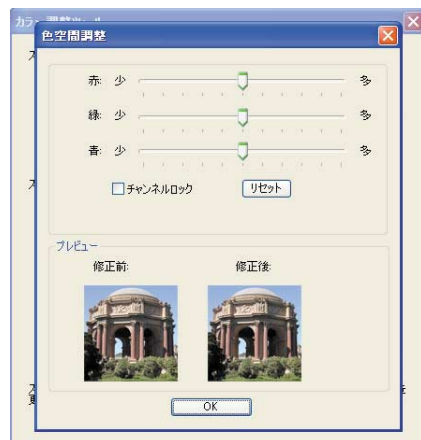 色空間調整
赤: 少 多
緑: 少 多
青: 少 多
チャンネルロック リセット
プレビュー
修正前: 修正後:
OK